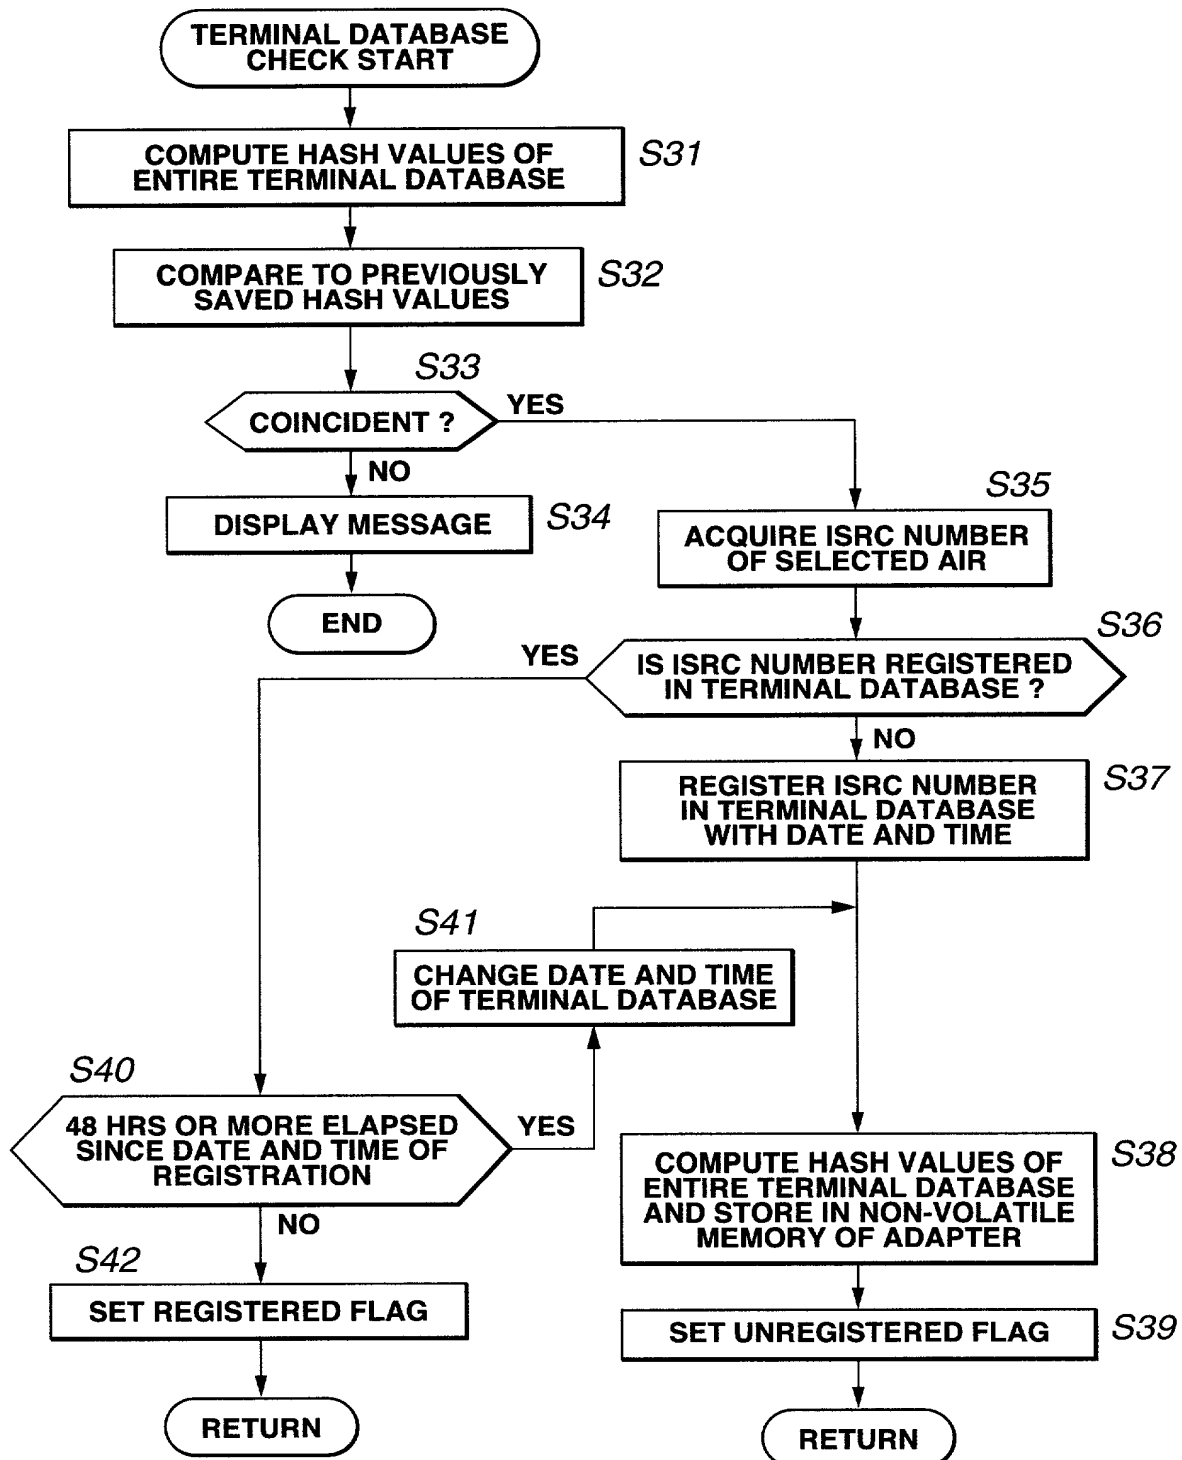 TERMINAL DATABASE
CHECK START
COMPUTE HASH VALUES OF
ENTIRE TERMINAL DATABASE
S31
COMPARE TO PREVIOUSLY
SAVED HASH VALUES
S32
S33
COINCIDENT ?
YES
NO
DISPLAY MESSAGE
S34
END
S35
ACQUIRE ISRC NUMBER
OF SELECTED AIR
S36
YES
IS ISRC NUMBER REGISTERED
IN TERMINAL DATABASE ?
NO
REGISTER ISRC NUMBER
IN TERMINAL DATABASE
WITH DATE AND TIME
S37
S41
CHANGE DATE AND TIME
OF TERMINAL DATABASE
S40
48 HRS OR MORE ELAPSED
SINCE DATE AND TIME OF
REGISTRATION
YES
NO
COMPUTE HASH VALUES OF
ENTIRE TERMINAL DATABASE
AND STORE IN NON-VOLATILE
MEMORY OF ADAPTER
S38
S42
SET REGISTERED FLAG
SET UNREGISTERED FLAG
S39
RETURN
RETURN